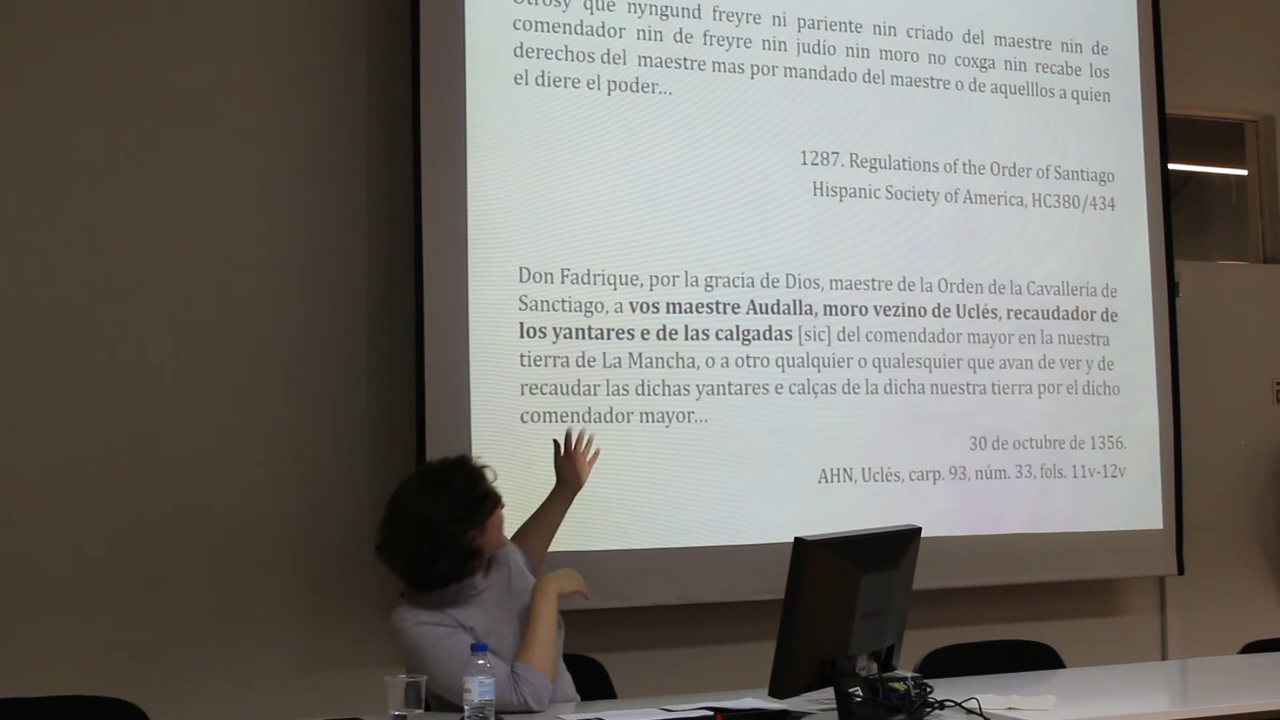 Otrosy que nyngund freyre ni pariente nin criado del maestre nin de
comendador nin de freyre nin judío nin moro no coxga nin recabe los
derechos del maestre mas por mandado del maestre o de aquelllos a quien
el diere el poder...
1287. Regulations of the Order of Santiago
Hispanic Society of America, HC380/434
Don Fadrique, por la gracia de Dios, maestre de la Orden de la Cavallería de
Sanctiago, a vos maestre Audalla, moro vezino de Uclés, recaudador de
los yantares e de las calgadas [sic] del comendador mayor en la nuestra
tierra de La Mancha, o a otro qualquier o qualesquier que avan de ver y de
recaudar las dichas yantares e calças de la dicha nuestra tierra por el dicho
comendador mayor...
30 de octubre de 1356.
AHN, Uclés, carp. 93, núm. 33, fols. 11v-12v